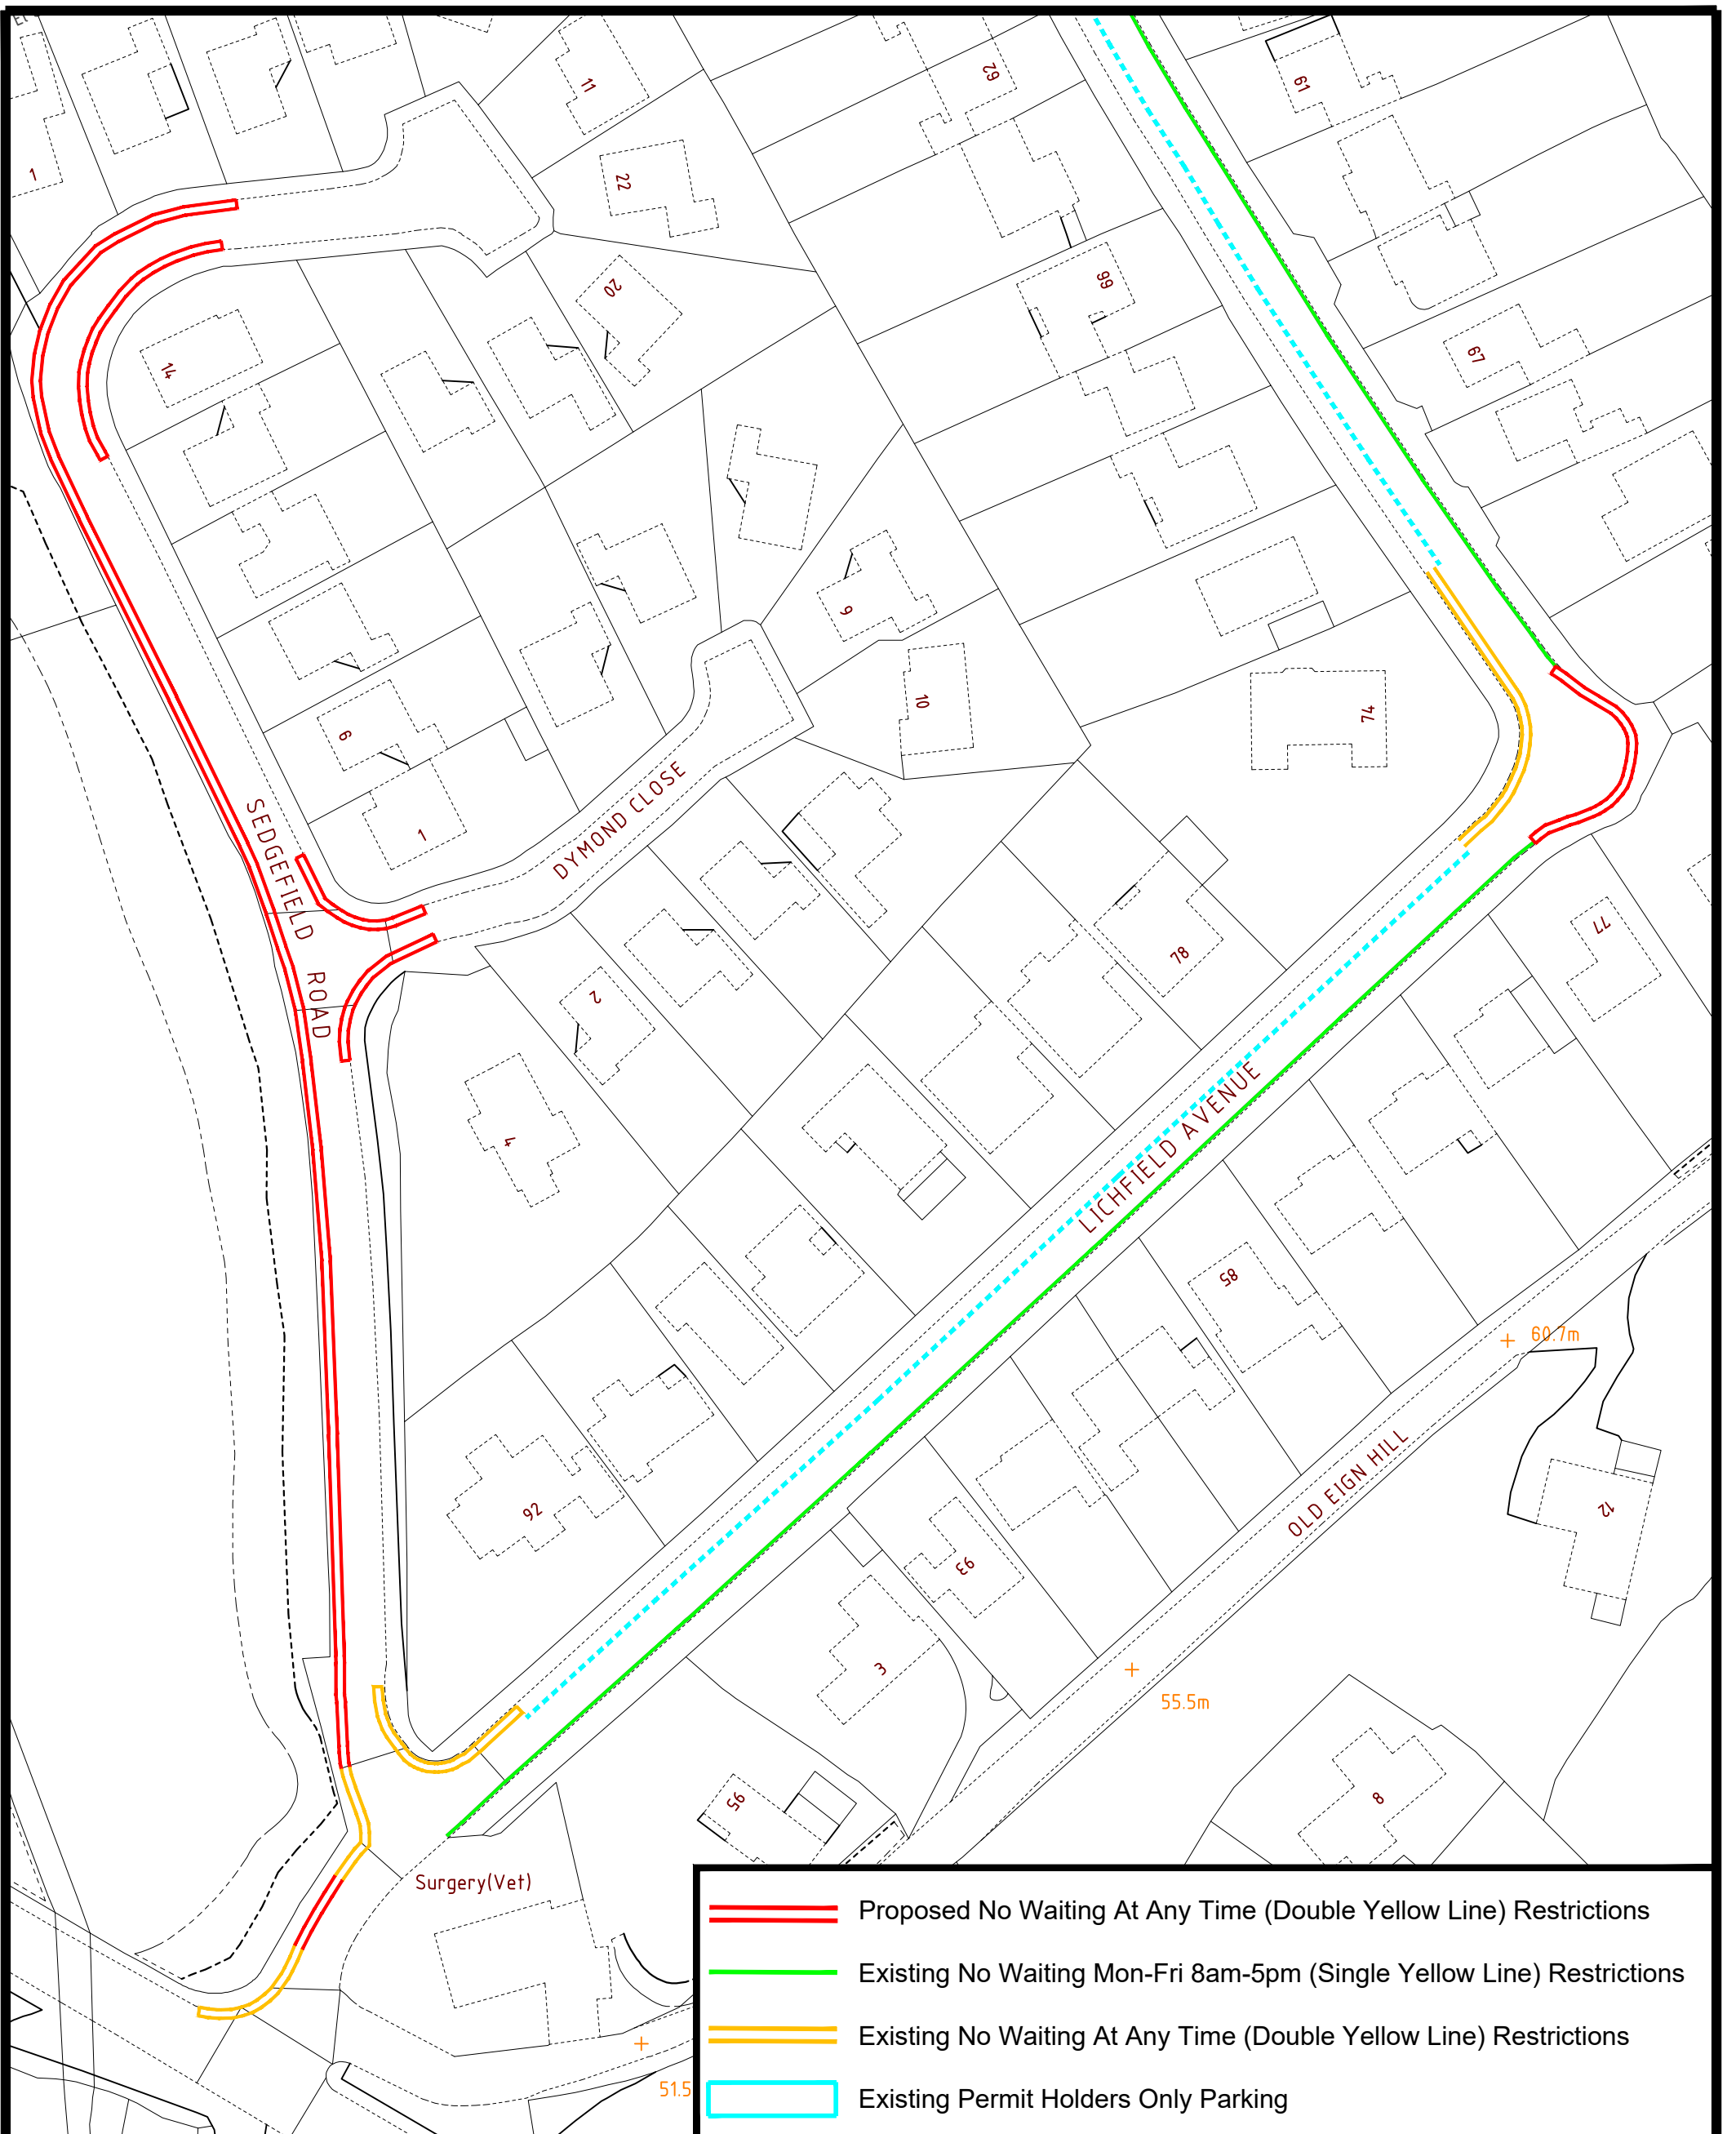 11
62
61
1
22
66
20
67
14
9
10
74
6
1
SEDGEFIELD ROAD
DYMOND CLOSE
78
77
2
4
LICHFIELD AVENUE
85
60.7m
92
OLD EIGN HILL
12
93
3
55.5m
95
8
Surgery(Vet)
51.5
Proposed No Waiting At Any Time (Double Yellow Line) Restrictions
Existing No Waiting Mon-Fri 8am-5pm (Single Yellow Line) Restrictions
Existing No Waiting At Any Time (Double Yellow Line) Restrictions
Existing Permit Holders Only Parking